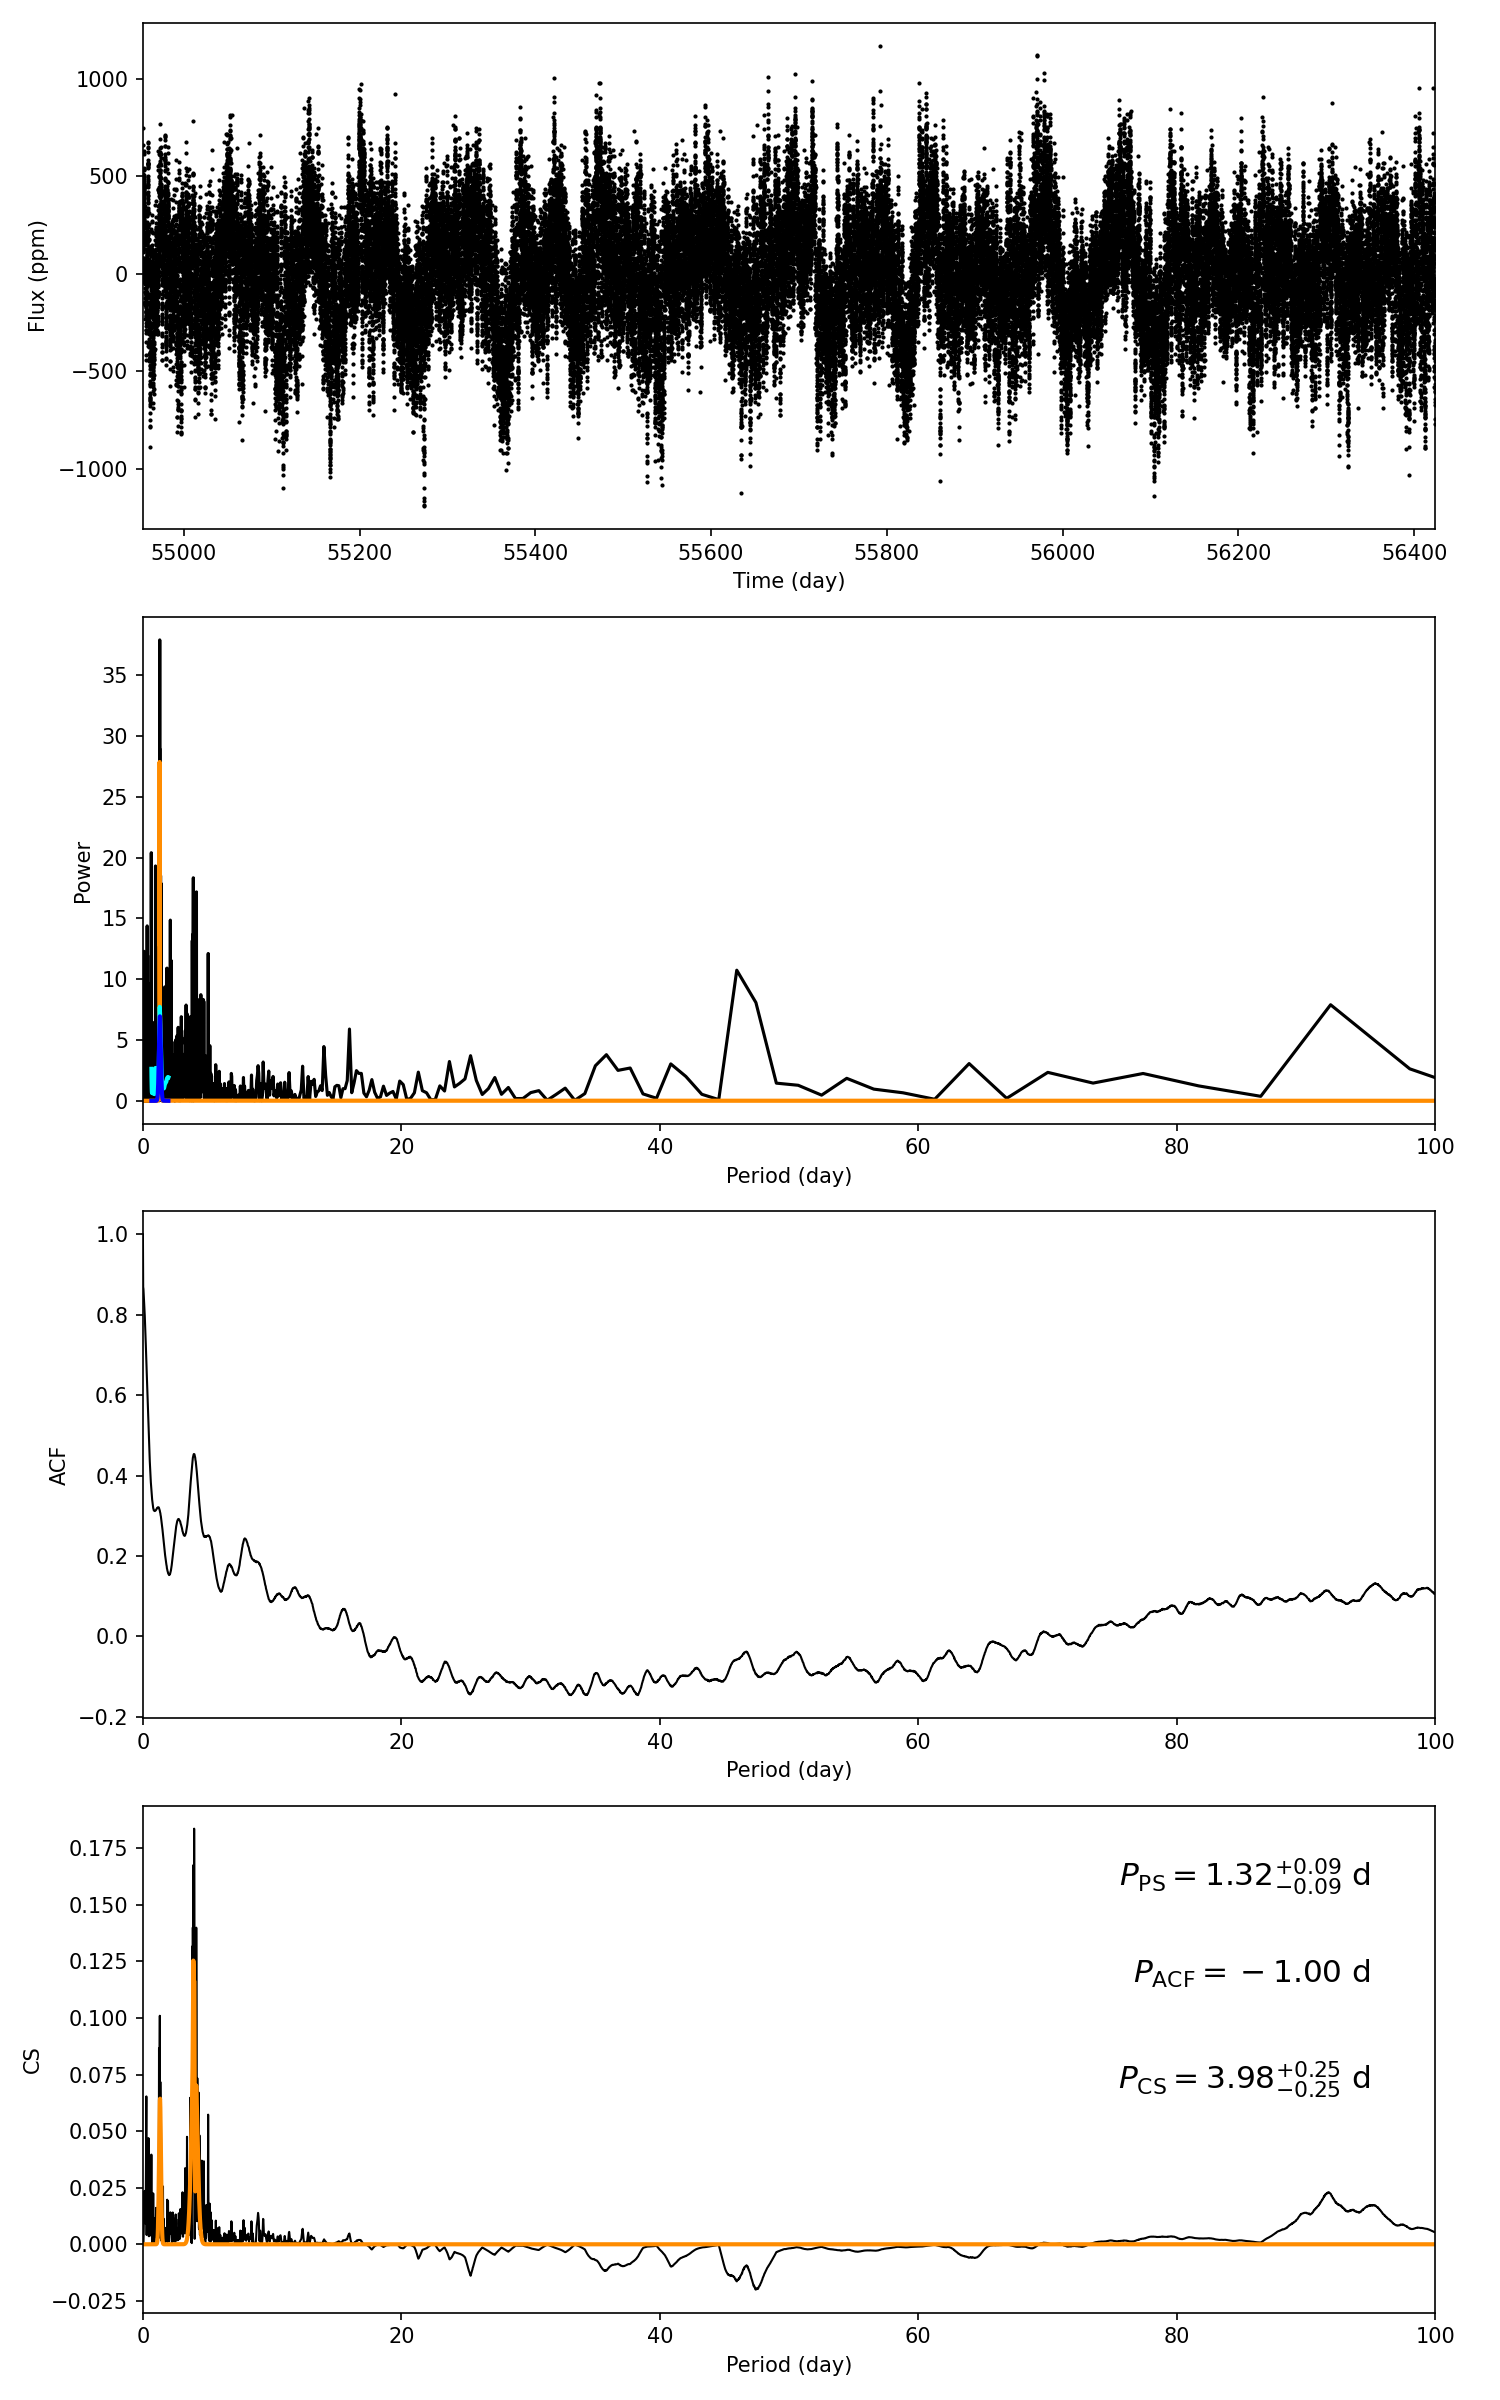 1000
500
0
−500
−1000
Flux (ppm)
55000 55200 55400 55600 55800 56000 56200 56400
Time (day)
35
30
25
20
15
10
5
0
Power
0 20 40 60 80 100
Period (day)
1.0
0.8
0.6
0.4
0.2
0.0
−0.2
ACF
0 20 40 60 80 100
Period (day)
0.175
0.150
0.125
0.100
0.075
0.050
0.025
0.000
−0.025
CS
P_PS = 1.32 +0.09 −0.09 d
P_ACF = −1.00 d
P_CS = 3.98 +0.25 −0.25 d
0 20 40 60 80 100
Period (day)